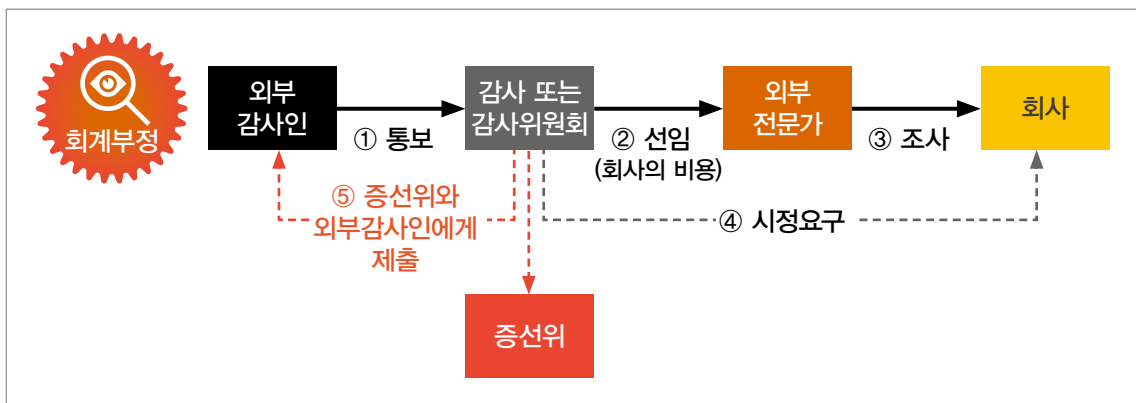 회계부정
외부
감사인
① 통보
감사 또는
감사위원회
② 선임
(회사의 비용)
외부
전문가
③ 조사
회사
④ 시정요구
⑤ 증선위와
외부감사인에게
제출
증선위